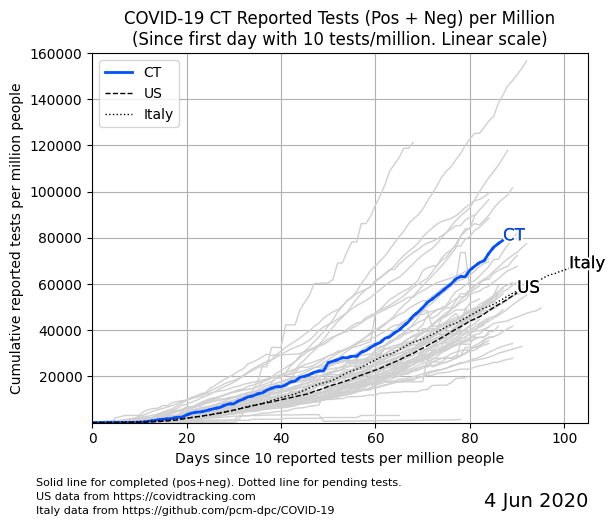 COVID-19 CT Reported Tests (Pos + Neg) per Million
(Since first day with 10 tests/million. Linear scale)
160000
140000
120000
100000
80000
60000
40000
20000
Cumulative reported tests per million people
CT
US
Italy
CT
Italy
US
0
20
40
60
80
100
Days since 10 reported tests per million people
Solid line for completed (pos+neg). Dotted line for pending tests.
US data from https://covidtracking.com
Italy data from https://github.com/pcm-dpc/COVID-19
4 Jun 2020